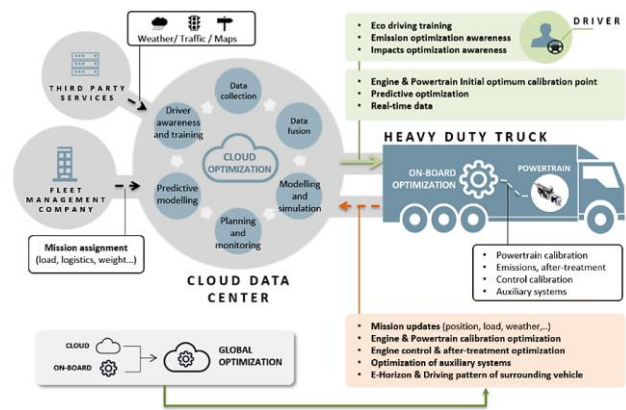 Weather/ Traffic / Maps
THIRD PARTY
SERVICES
FLEET
MANAGEMENT
COMPANY
Mission assignment
(load, logistics, weight...)
Data
collection
Data
fusion
Modelling
and
simulation
Planning
and
monitoring
Predictive
modelling
Driver
awareness
and training
CLOUD
OPTIMIZATION
CLOUD DATA
CENTER
• Eco driving training
• Emission optimization awareness
• Impacts optimization awareness
DRIVER
• Engine & Powertrain Initial optimum calibration point
• Predictive optimization
• Real-time data
HEAVY DUTY TRUCK
ON-BOARD
OPTIMIZATION
POWERTRAIN
• Powertrain calibration
• Emissions, after-treatment
• Control calibration
• Auxiliary systems
• Mission updates (position, load, weather,..)
• Engine & Powertrain calibration optimization
• Engine control & after-treatment optimization
• Optimization of auxiliary systems
• E-Horizon & Driving pattern of surrounding vehicle
CLOUD
ON-BOARD
GLOBAL
OPTIMIZATION